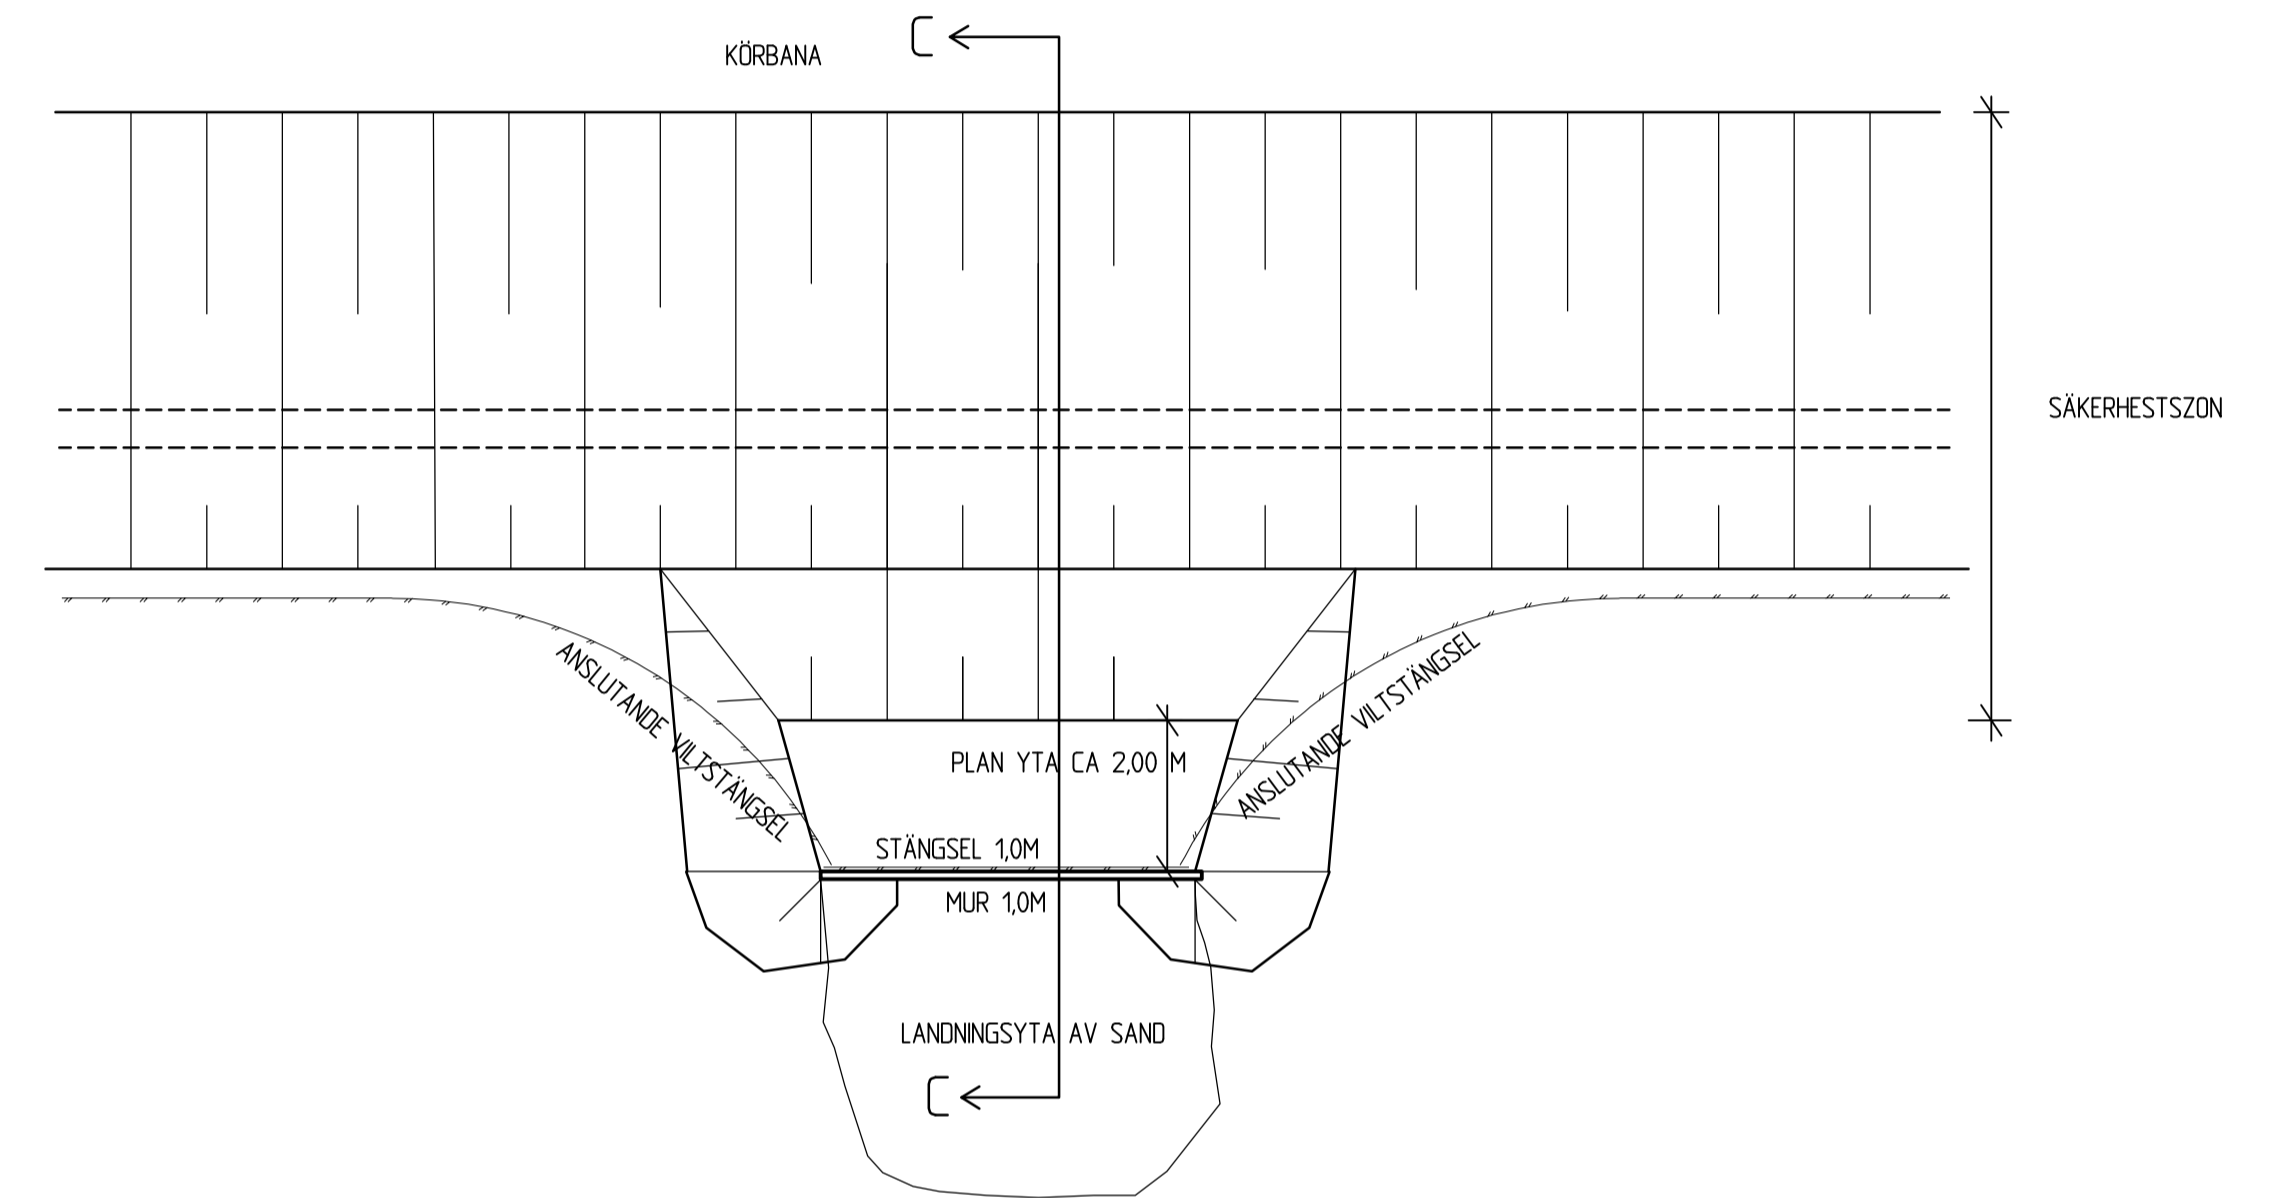 C
KÖRBANA
SÄKERHESTSZON
ANSLUTANDE VILTSTÄNGSEL
ANSLUTANDE VILTSTÄNGSEL
PLAN YTA CA 2,00 M
STÄNGSEL 1,0M
MUR 1,0M
LANDNINGSYTA AV SAND
C